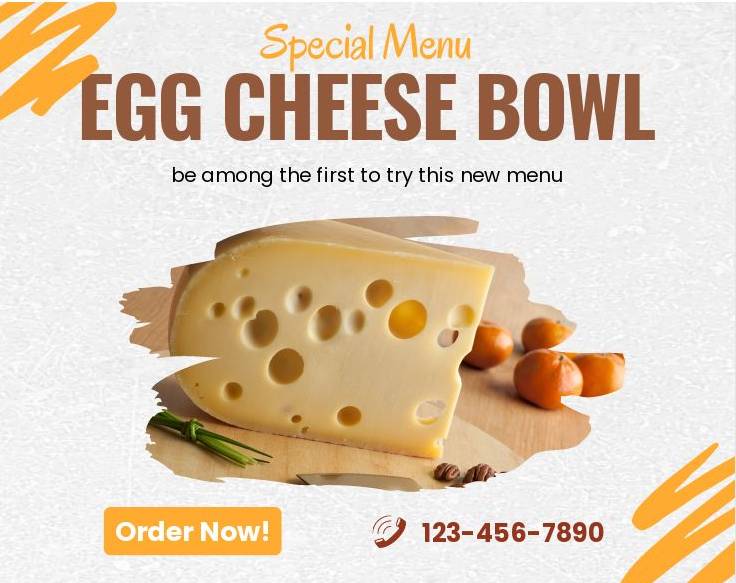 Special Menu
EGG CHEESE BOWL
be among the first to try this new menu
Order Now!
123-456-7890